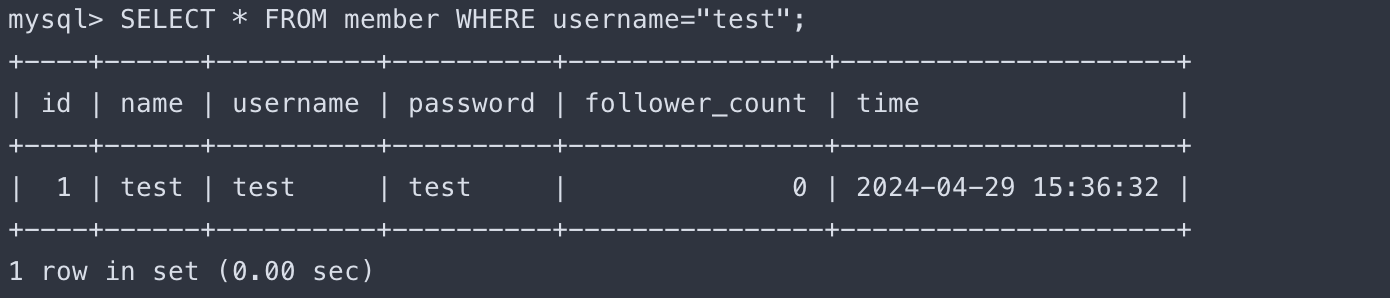 mysql> SELECT * FROM member WHERE username="test";
+----+------+----------+----------+----------------+---------------------+
| id | name | username | password | follower_count | time                |
+----+------+----------+----------+----------------+---------------------+
|  1 | test | test     | test     |              0 | 2024-04-29 15:36:32 |
+----+------+----------+----------+----------------+---------------------+
1 row in set (0.00 sec)